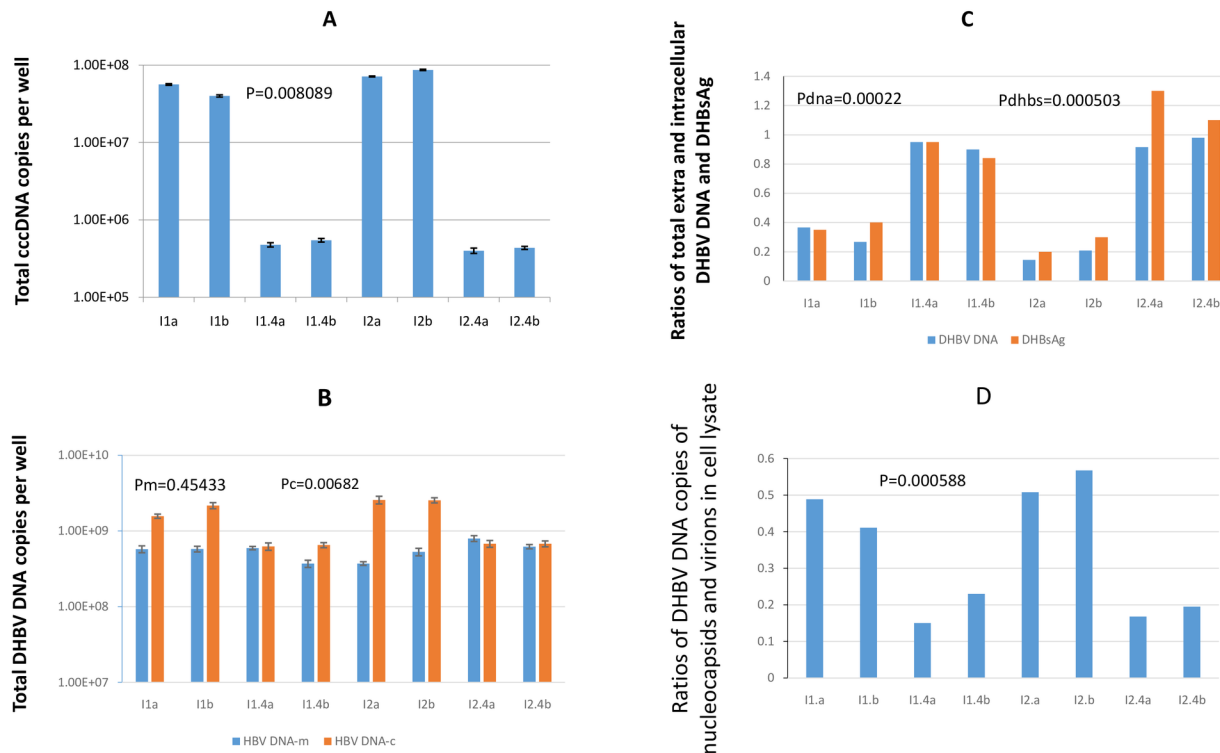 A
Total cccDNA copies per well
1.00E+08
1.00E+07
1.00E+06
1.00E+05
P=0.008089
I1a I1b I1.4a I1.4b I2a I2b I2.4a I2.4b
B
Total DHBV DNA copies per well
1.00E+10
1.00E+09
1.00E+08
1.00E+07
Pm=0.45433 Pc=0.00682
I1a I1b I1.4a I1.4b I2a I2b I2.4a I2.4b
HBV DNA-m HBV DNA-c
C
Ratios of total extra and intracellular
DHBV DNA and DHBsAg
1.4
1.2
1
0.8
0.6
0.4
0.2
0
Pdna=0.00022 Pdhbs=0.000503
I1a I1b I1.4a I1.4b I2a I2b I2.4a I2.4b
DHBV DNA DHBsAg
D
Ratios of DHBV DNA copies of
nucleocapsids and virions in cell lysate
0.6
0.5
0.4
0.3
0.2
0.1
0
P=0.000588
I1.a I1.b I1.4a I1.4b I2.a I2.b I2.4a I2.4b